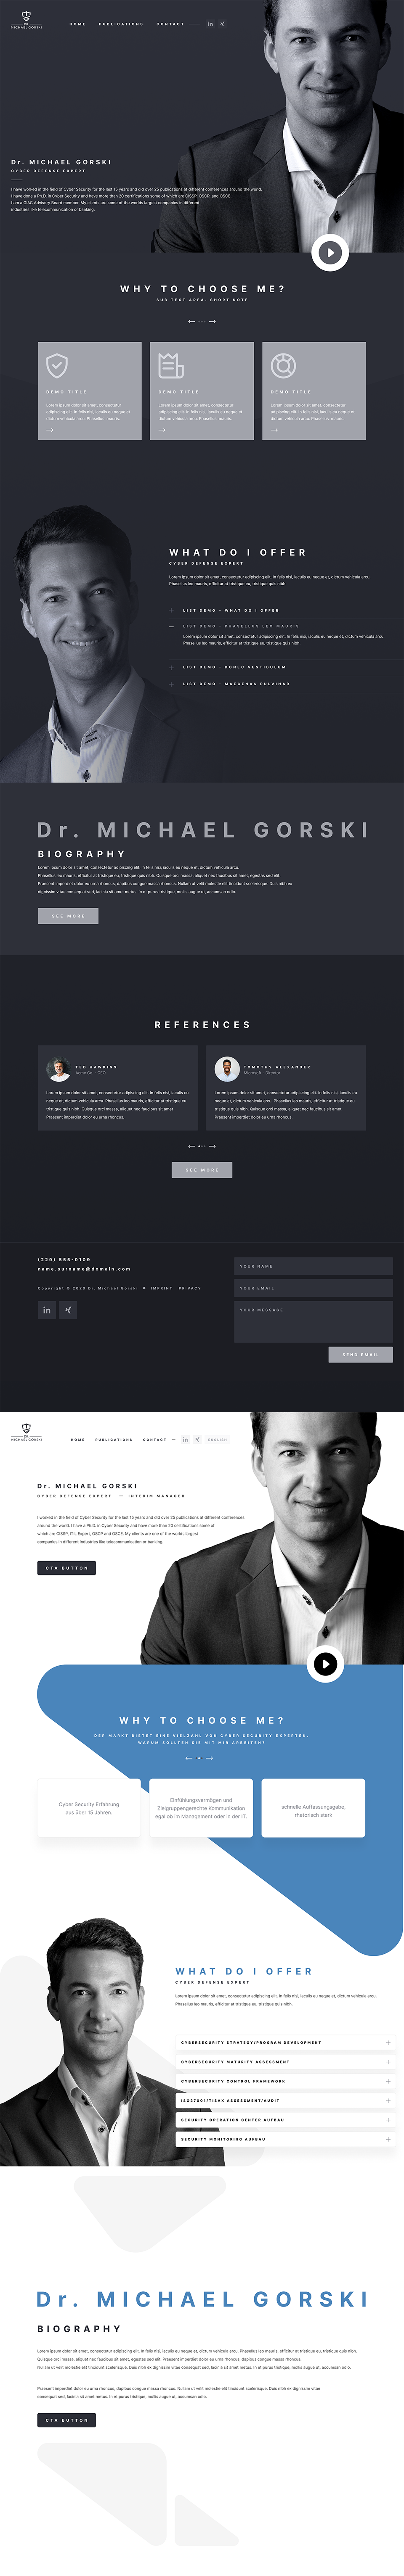 DR.
MICHAEL GORSKI
HOME PUBLICATIONS CONTACT in
Dr. MICHAEL GORSKI
CYBER DEFENSE EXPERT
I have worked in the field of Cyber Security for the last 15 years and did over 25 publications at different conferences around the world.
I have done a Ph.D. in Cyber Security and have more than 20 certifications some of which are CISSP, OSCP, and OSCE.
I am a GIAC Advisory Board member. My clients are some of the worlds largest companies in different
industries like telecommunication or banking.
WHY TO CHOOSE ME?
SUB TEXT AREA. SHORT NOTE
DEMO TITLE
Lorem ipsum dolor sit amet, consectetur
adipiscing elit. In felis nisl, iaculis eu neque et
dictum vehicula arcu. Phasellus mauris.
DEMO TITLE
Lorem ipsum dolor sit amet, consectetur
adipiscing elit. In felis nisl, iaculis eu neque et
dictum vehicula arcu. Phasellus mauris.
DEMO TITLE
Lorem ipsum dolor sit amet, consectetur
adipiscing elit. In felis nisl, iaculis eu neque et
dictum vehicula arcu. Phasellus mauris.
WHAT DO I OFFER
CYBER DEFENSE EXPERT
Lorem ipsum dolor sit amet, consectetur adipiscing elit. In felis nisl, iaculis eu neque et, dictum vehicula arcu.
Phasellus leo mauris, efficitur at tristique eu, tristique quis nibh.
LIST DEMO - WHAT DO I OFFER
LIST DEMO - PHASELLUS LEO MAURIS
Lorem ipsum dolor sit amet, consectetur adipiscing elit. In felis nisl, iaculis eu neque et, dictum vehicula arcu.
Phasellus leo mauris, efficitur at tristique eu, tristique quis nibh.
LIST DEMO - DONEC VESTIBULUM
LIST DEMO - MAECENAS PULVINAR
Dr. MICHAEL GORSKI
BIOGRAPHY
Lorem ipsum dolor sit amet, consectetur adipiscing elit. In felis nisl, iaculis eu neque et, dictum vehicula arcu.
Phasellus leo mauris, efficitur at tristique eu, tristique quis nibh. Quisque orci massa, aliquet nec faucibus sit amet, egestas sed elit.
Praesent imperdiet dolor eu urna rhoncus, dapibus congue massa rhoncus. Nullam ut velit molestie elit tincidunt scelerisque. Duis nibh ex
dignissim vitae consequat sed, lacinia sit amet metus. In et purus tristique, mollis augue ut, accumsan odio.
SEE MORE
REFERENCES
TED HAWKING
Acme Co. - CEO
Lorem ipsum dolor sit amet, consectetur adipiscing elit. In felis nisl, iaculis eu
neque et, dictum vehicula arcu. Phasellus leo mauris, efficitur at tristique eu
tristique quis nibh. Quisque orci massa, aliquet nec faucibus sit amet
Praesent imperdiet dolor eu urna rhoncus.
TOMOTHY ALEXANDER
Microsoft - Director
Lorem ipsum dolor sit amet, consectetur adipiscing elit. In felis nisl, iaculis eu
neque et, dictum vehicula arcu. Phasellus leo mauris, efficitur at tristique eu
tristique quis nibh. Quisque orci massa, aliquet nec faucibus sit amet
Praesent imperdiet dolor eu urna rhoncus.
SEE MORE
(229) 555-0109
name.surname@domain.com
Copyright © 2020 Dr. Michael Gorski IMPRINT PRIVACY
in
YOUR NAME
YOUR EMAIL
YOUR MESSAGE
SEND EMAIL
DR.
MICHAEL GORSKI
HOME PUBLICATIONS CONTACT in ENGLISH
Dr. MICHAEL GORSKI
CYBER DEFENSE EXPERT — INTERIM MANAGER
I worked in the field of Cyber Security for the last 15 years and did over 25 publications at different conferences
around the world. I have a Ph.D. in Cyber Security and have more than 20 certifications some of
which are CISSP, ITIL Expert, OSCP and OSCE. My clients are some of the worlds largest
companies in different industries like telecommunication or banking.
CTA BUTTON
WHY TO CHOOSE ME?
DER MARKT BIETET EINE VIELZAHL VON CYBER SECURITY EXPERTEN.
WARUM SOLLTEN SIE MIT MIR ARBEITEN?
Cyber Security Erfahrung
aus über 15 Jahren.
Einfühlungsvermögen und
Zielgruppengerechte Kommunikation
egal ob im Management oder in der IT.
schnelle Auffassungsgabe,
rhetorisch stark
WHAT DO I OFFER
CYBER DEFENSE EXPERT
Lorem ipsum dolor sit amet, consectetur adipiscing elit. In felis nisl, iaculis eu neque et, dictum vehicula arcu.
Phasellus leo mauris, efficitur at tristique eu, tristique quis nibh.
CYBERSECURITY STRATEGY/PROGRAM DEVELOPMENT
CYBERSECURITY MATURITY ASSESSMENT
CYBERSECURITY CONTROL FRAMEWORK
ISO27001/TISAX ASSESSMENT/AUDIT
SECURITY OPERATION CENTER AUFBAU
SECURITY MONITORING AUFBAU
Dr. MICHAEL GORSKI
BIOGRAPHY
Lorem ipsum dolor sit amet, consectetur adipiscing elit. In felis nisl, iaculis eu neque et, dictum vehicula arcu. Phasellus leo mauris, efficitur at tristique eu, tristique quis nibh.
Quisque orci massa, aliquet nec faucibus sit amet, egestas sed elit. Praesent imperdiet dolor eu urna rhoncus, dapibus congue massa rhoncus.
Nullam ut velit molestie elit tincidunt scelerisque. Duis nibh ex dignissim vitae consequat sed, lacinia sit amet metus. In et purus tristique, mollis augue ut, accumsan odio.
Praesent imperdiet dolor eu urna rhoncus, dapibus congue massa rhoncus. Nullam ut velit molestie elit tincidunt scelerisque. Duis nibh ex dignissim vitae
consequat sed, lacinia sit amet metus. In et purus tristique, mollis augue ut, accumsan odio.
CTA BUTTON